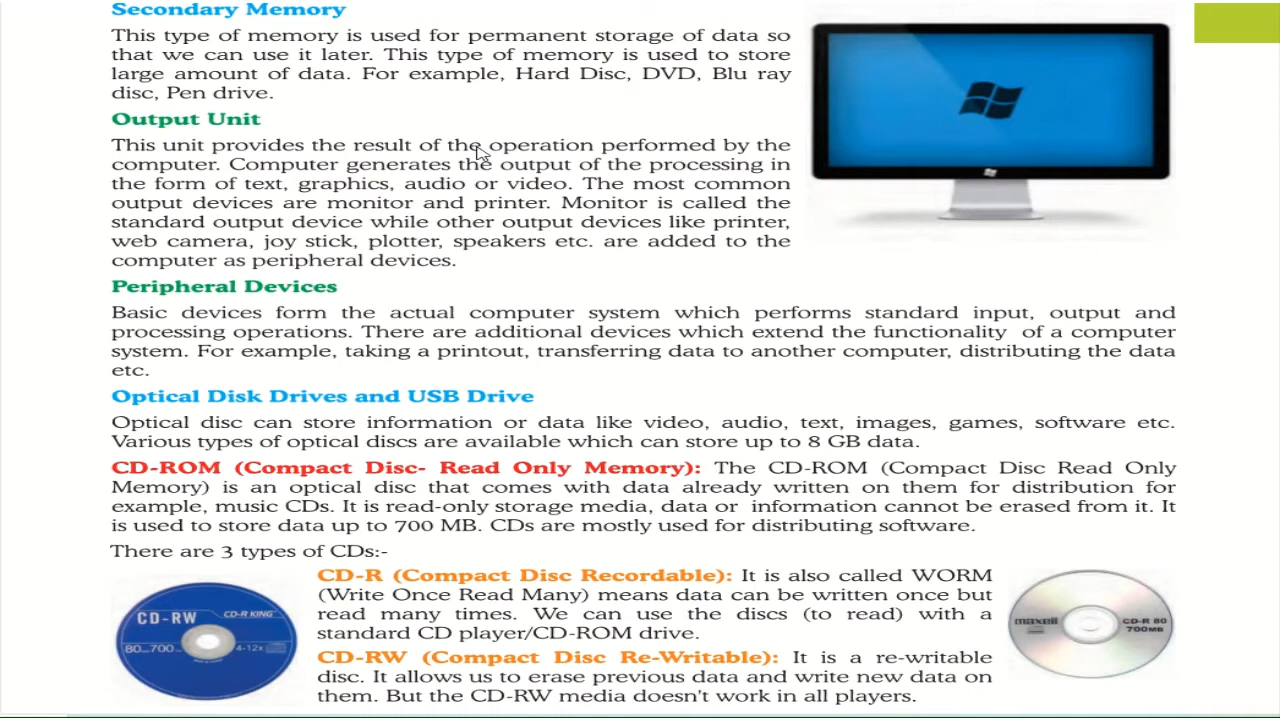 Secondary Memory
This type of memory is used for permanent storage of data so
that we can use it later. This type of memory is used to store
large amount of data. For example, Hard Disc, DVD, Blu ray
disc, Pen drive.
Output Unit
This unit provides the result of the operation performed by the
computer. Computer generates the output of the processing in
the form of text, graphics, audio or video. The most common
output devices are monitor and printer. Monitor is called the
standard output device while other output devices like printer,
web camera, joy stick, plotter, speakers etc. are added to the
computer as peripheral devices.
Peripheral Devices
Basic devices form the actual computer system which performs standard input, output and
processing operations. There are additional devices which extend the functionality of a computer
system. For example, taking a printout, transferring data to another computer, distributing the data
etc.
Optical Disk Drives and USB Drive
Optical disc can store information or data like video, audio, text, images, games, software etc.
Various types of optical discs are available which can store up to 8 GB data.
CD-ROM (Compact Disc- Read Only Memory): The CD-ROM (Compact Disc Read Only
Memory) is an optical disc that comes with data already written on them for distribution for
example, music CDs. It is read-only storage media, data or information cannot be erased from it. It
is used to store data up to 700 MB. CDs are mostly used for distributing software.
There are 3 types of CDs:-
CD-R (Compact Disc Recordable): It is also called WORM
(Write Once Read Many) means data can be written once but
read many times. We can use the discs (to read) with a
standard CD player/CD-ROM drive.
CD-RW (Compact Disc Re-Writable): It is a re-writable
disc. It allows us to erase previous data and write new data on
them. But the CD-RW media doesn't work in all players.
CD-RW
CD-R KING
80 700
4-12x
maxell
CD-R 80
700MB